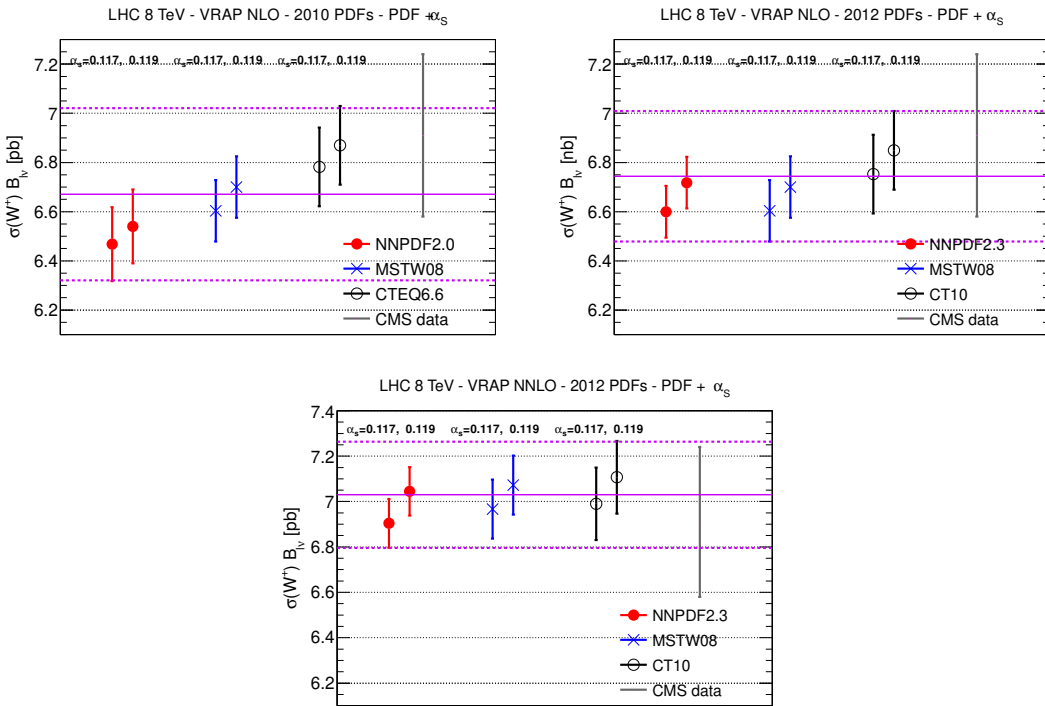 LHC 8 TeV - VRAP NLO - 2010 PDFs - PDF +α_S
σ(W⁺) B_lν [pb]
7.2
7
6.8
6.6
6.4
6.2
α_s=0.117, 0.119 α_s=0.117, 0.119 α_s=0.117, 0.119
NNPDF2.0
MSTW08
CTEQ6.6
CMS data
LHC 8 TeV - VRAP NLO - 2012 PDFs - PDF + α_S
σ(W⁺) B_lν [nb]
7.2
7
6.8
6.6
6.4
6.2
α_s=0.117, 0.119 α_s=0.117, 0.119 α_s=0.117, 0.119
NNPDF2.3
MSTW08
CT10
CMS data
LHC 8 TeV - VRAP NNLO - 2012 PDFs - PDF + α_S
σ(W⁺) B_lν [pb]
7.4
7.2
7
6.8
6.6
6.4
6.2
α_s=0.117, 0.119 α_s=0.117, 0.119 α_s=0.117, 0.119
NNPDF2.3
MSTW08
CT10
CMS data